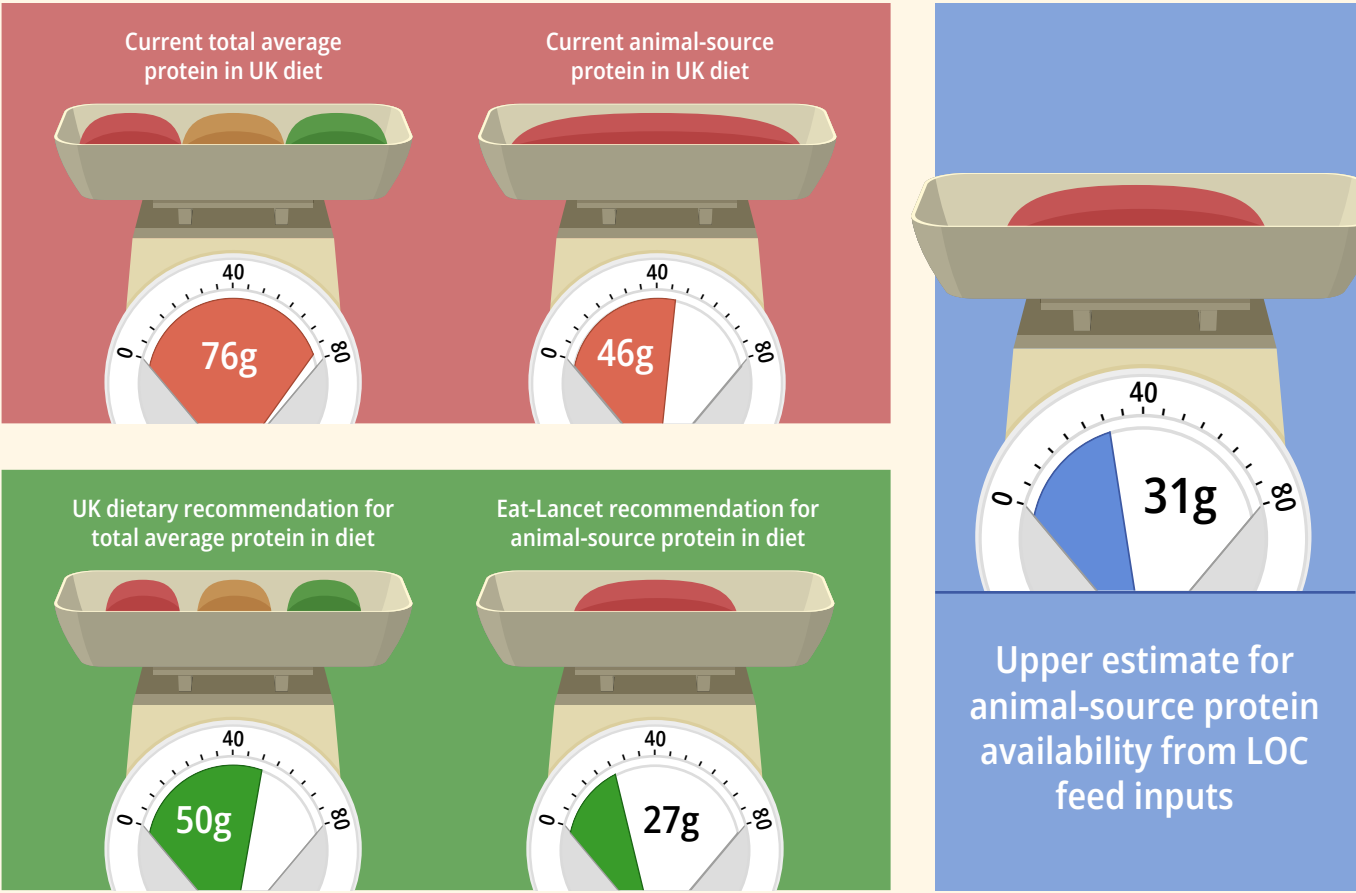 Current total average
protein in UK diet
40
0
80
76g
Current animal-source
protein in UK diet
40
0
80
46g
UK dietary recommendation for
total average protein in diet
40
0
80
50g
Eat-Lancet recommendation for
animal-source protein in diet
40
0
80
27g
40
0
80
31g
Upper estimate for
animal-source protein
availability from LOC
feed inputs